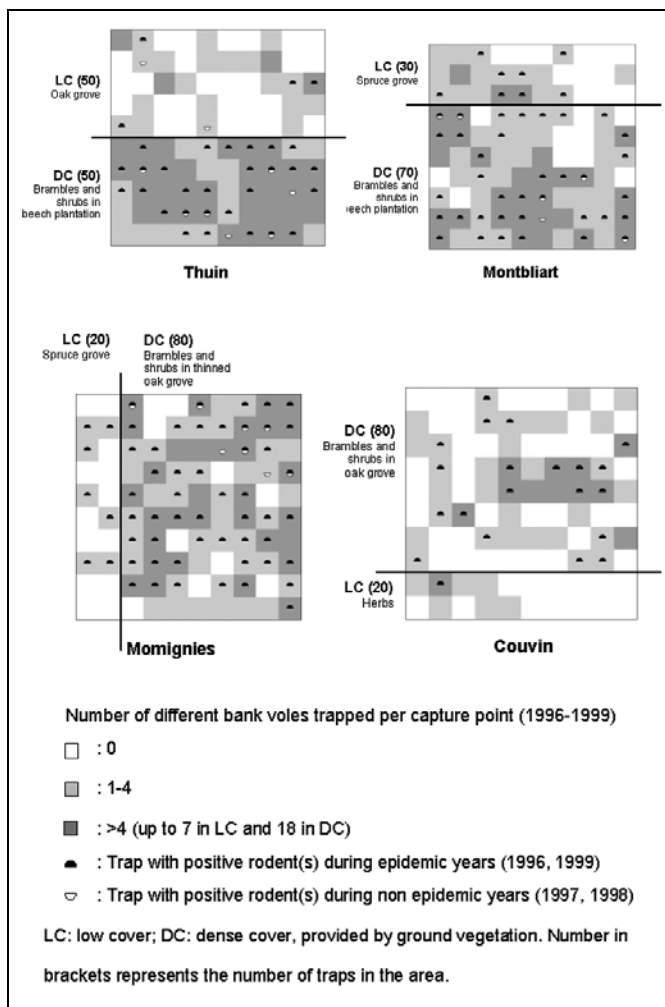 LC (50)
Oak grove
DC (50)
Brambles and
shrubs in
beech plantation
Thuin
LC (30)
Spruce grove
DC (70)
Brambles and
shrubs in
beech plantation
Montbliart
LC (20)
Spruce grove
DC (80)
Brambles and
shrubs in thinned
oak grove
Momignies
DC (80)
Brambles and
shrubs in
oak grove
LC (20)
Herbs
Couvin
Number of different bank voles trapped per capture point (1996-1999)
: 0
: 1-4
: >4 (up to 7 in LC and 18 in DC)
: Trap with positive rodent(s) during epidemic years (1996, 1999)
: Trap with positive rodent(s) during non epidemic years (1997, 1998)
LC: low cover; DC: dense cover, provided by ground vegetation. Number in
brackets represents the number of traps in the area.